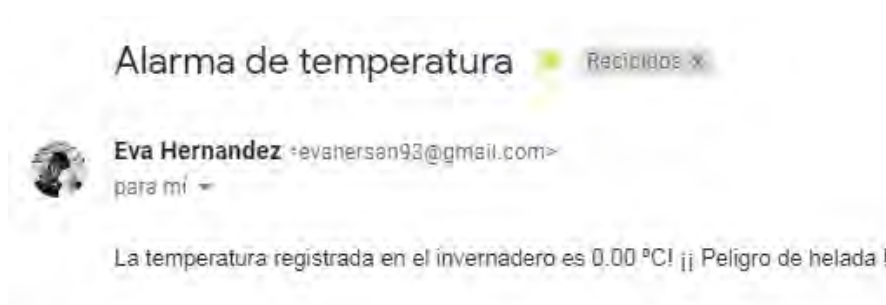 Alarma de temperatura Recibidos x
Eva Hernandez <evahersan93@gmail.com>
para mí
La temperatura registrada en el invernadero es 0.00 ºC! ¡¡ Peligro de helada !